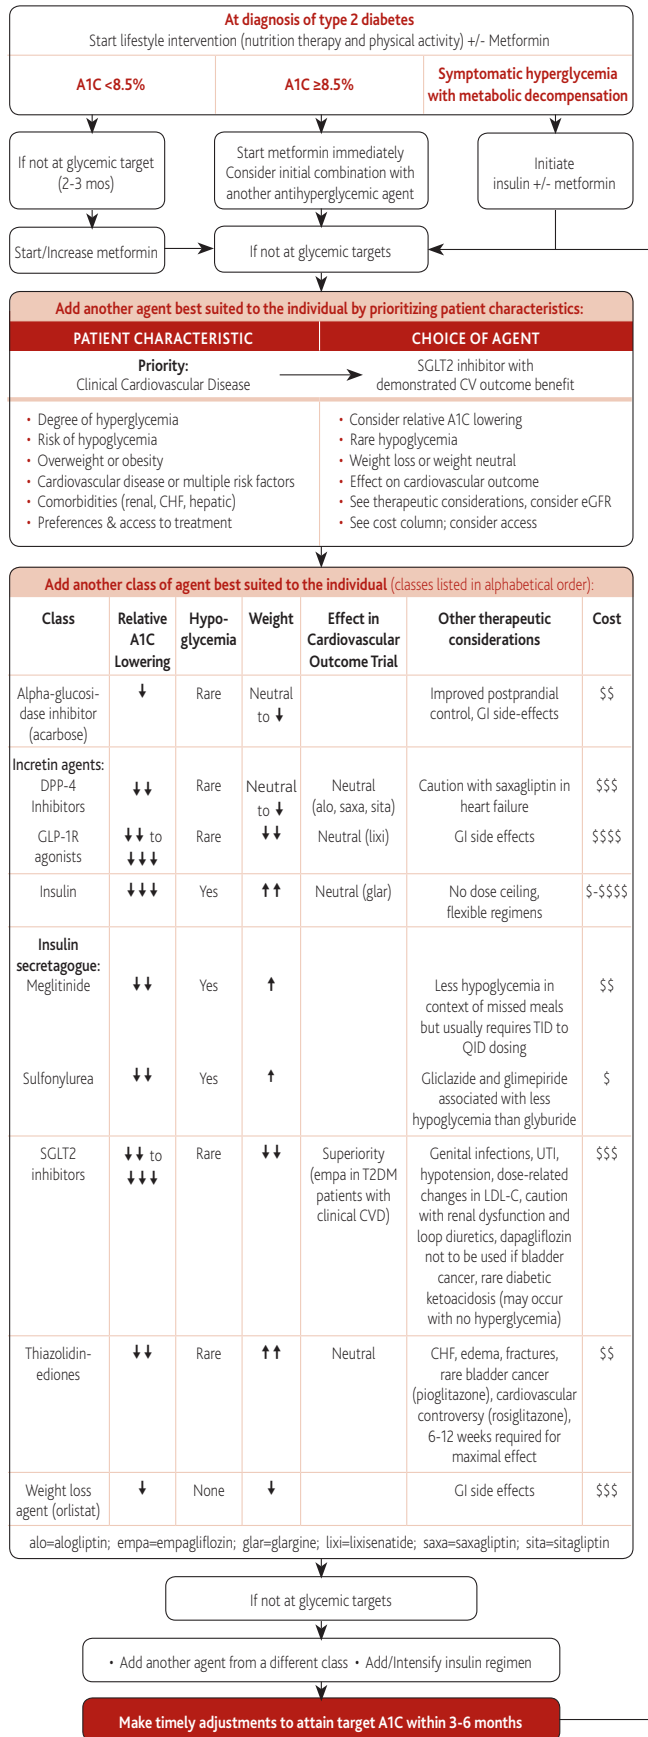 At diagnosis of type 2 diabetes
Start lifestyle intervention (nutrition therapy and physical activity) +/- Metformin
A1C <8.5%
A1C ≥8.5%
Symptomatic hyperglycemia
with metabolic decompensation
If not at glycemic target
(2-3 mos)
Start metformin immediately
Consider initial combination with
another antihyperglycemic agent
Initiate
insulin +/- metformin
Start/Increase metformin
If not at glycemic targets
Add another agent best suited to the individual by prioritizing patient characteristics:
PATIENT CHARACTERISTIC
CHOICE OF AGENT
Priority:
Clinical Cardiovascular Disease
SGLT2 inhibitor with
demonstrated CV outcome benefit
• Degree of hyperglycemia
• Risk of hypoglycemia
• Overweight or obesity
• Cardiovascular disease or multiple risk factors
• Comorbidities (renal, CHF, hepatic)
• Preferences & access to treatment
• Consider relative A1C lowering
• Rare hypoglycemia
• Weight loss or weight neutral
• Effect on cardiovascular outcome
• See therapeutic considerations, consider eGFR
• See cost column; consider access
Add another class of agent best suited to the individual (classes listed in alphabetical order):
Class
Relative
A1C
Lowering
Hypo-
glycemia
Weight
Effect in
Cardiovascular
Outcome Trial
Other therapeutic
considerations
Cost
Alpha-glucosi-
dase inhibitor
(acarbose)
↓
Rare
Neutral
to ↓
Improved postprandial
control, GI side-effects
$$
Incretin agents:
DPP-4
Inhibitors
↓↓
Rare
Neutral
to ↓
Neutral
(alo, saxa, sita)
Caution with saxagliptin in
heart failure
$$$
GLP-1R
agonists
↓↓ to
↓↓↓
Rare
↓↓
Neutral (lixi)
GI side effects
$$$$
Insulin
↓↓↓
Yes
↑↑
Neutral (glar)
No dose ceiling,
flexible regimens
$-$$$$
Insulin
secretagogue:
Meglitinide
↓↓
Yes
↑
Less hypoglycemia in
context of missed meals
but usually requires TID to
QID dosing
$$
Sulfonylurea
↓↓
Yes
↑
Gliclazide and glimepiride
associated with less
hypoglycemia than glyburide
$
SGLT2
inhibitors
↓↓ to
↓↓↓
Rare
↓↓
Superiority
(empa in T2DM
patients with
clinical CVD)
Genital infections, UTI,
hypotension, dose-related
changes in LDL-C, caution
with renal dysfunction and
loop diuretics, dapagliflozin
not to be used if bladder
cancer, rare diabetic
ketoacidosis (may occur
with no hyperglycemia)
$$$
Thiazolidin-
ediones
↓↓
Rare
↑↑
Neutral
CHF, edema, fractures,
rare bladder cancer
(pioglitazone), cardiovascular
controversy (rosiglitazone),
6-12 weeks required for
maximal effect
$$
Weight loss
agent (orlistat)
↓
None
↓
GI side effects
$$$
alo=alogliptin; empa=empagliflozin; glar=glargine; lixi=lixisenatide; saxa=saxagliptin; sita=sitagliptin
If not at glycemic targets
• Add another agent from a different class • Add/Intensify insulin regimen
Make timely adjustments to attain target A1C within 3-6 months